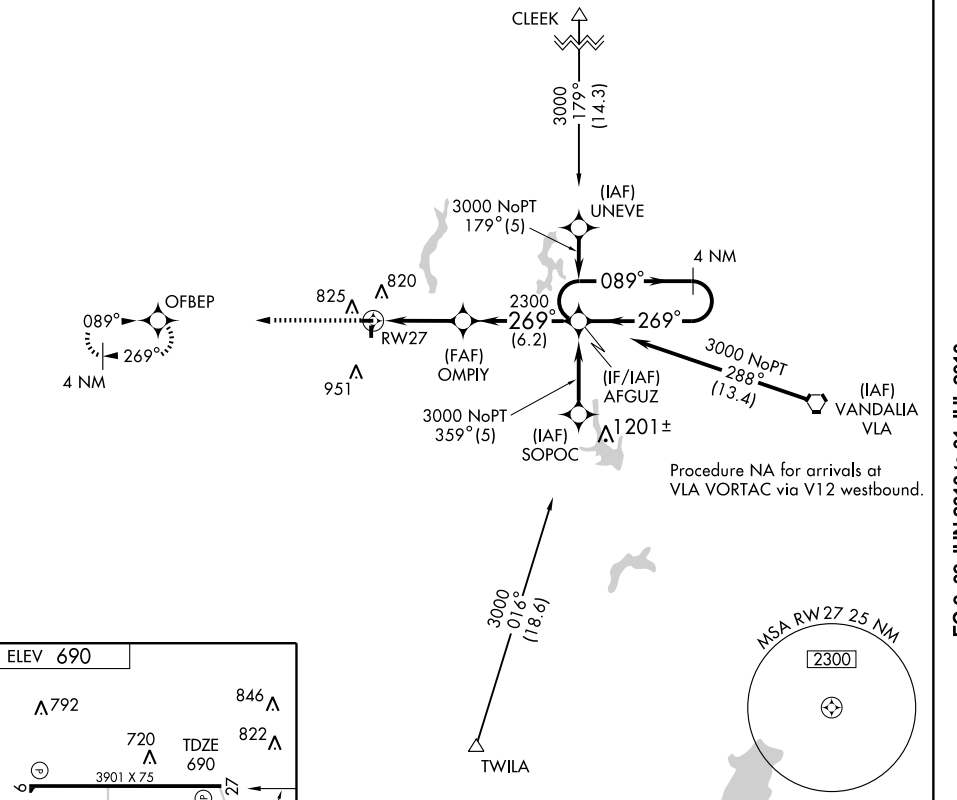 CLEEK
3000
179°
(14.3)
(IAF)
UNEVE
3000 NoPT
179° (5)
4 NM
089°
820
825
OFBEP
089°
269°
4 NM
RW27
951
2300
269°
(6.2)
(FAF)
OMPIY
269°
(IF/IAF)
AFGUZ
3000 NoPT
288°
(13.4)
(IAF)
VANDALIA
VLA
3000 NoPT
359° (5)
(IAF)
SOPOC
1201±
Procedure NA for arrivals at
VLA VORTAC via V12 westbound.
3000
016°
(18.6)
TWILA
MSA RW27 25 NM
2300
ELEV 690
792
846
822
720
TDZE
690
3901 X 75
9
27
P
P